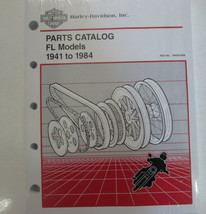 Harley-Davidson, Inc.
PARTS CATALOG
FL Models
1941 to 1984